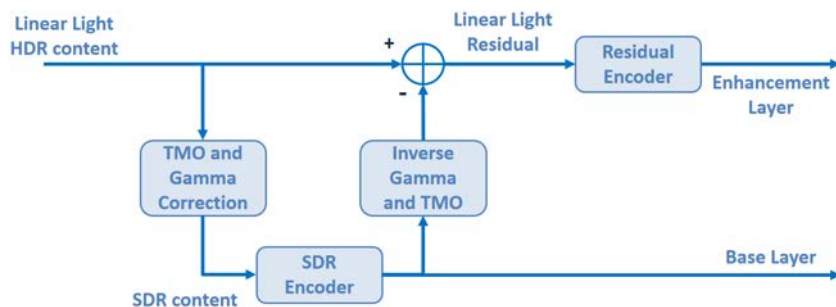 Linear Light
HDR content
+
-
Linear Light
Residual
Residual
Encoder
Enhancement
Layer
TMO and
Gamma
Correction
Inverse
Gamma
and TMO
SDR content
SDR
Encoder
Base Layer